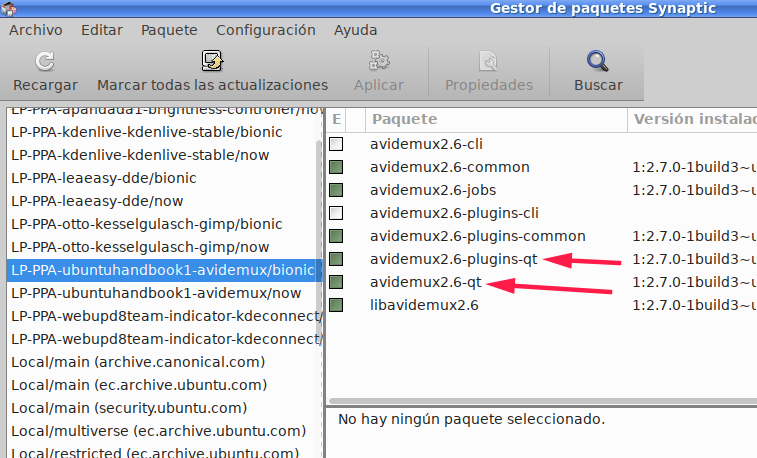 Gestor de paquetes Synaptic
Archivo Editar Paquete Configuración Ayuda
Recargar Marcar todas las actualizaciones Aplicar Propiedades Buscar
LP-PPA-apandada1-brightness-controller/now
LP-PPA-kdenlive-kdenlive-stable/bionic
LP-PPA-kdenlive-kdenlive-stable/now
LP-PPA-leaeasy-dde/bionic
LP-PPA-leaeasy-dde/now
LP-PPA-otto-kesselgulasch-gimp/bionic
LP-PPA-otto-kesselgulasch-gimp/now
LP-PPA-ubuntuhandbook1-avidemux/bionic
LP-PPA-ubuntuhandbook1-avidemux/now
LP-PPA-webupd8team-indicator-kdeconnect/
LP-PPA-webupd8team-indicator-kdeconnect/
Local/main (archive.canonical.com)
Local/main (ec.archive.ubuntu.com)
Local/main (security.ubuntu.com)
Local/multiverse (ec.archive.ubuntu.com)
Local/restricted (ec.archive.ubuntu.com)
E Paquete Versión instalad
avidemux2.6-cli
avidemux2.6-common 1:2.7.0-1build3~u
avidemux2.6-jobs 1:2.7.0-1build3~u
avidemux2.6-plugins-cli
avidemux2.6-plugins-common 1:2.7.0-1build3~u
avidemux2.6-plugins-qt 1:2.7.0-1build3~u
avidemux2.6-qt 1:2.7.0-1build3~u
libavidemux2.6 1:2.7.0-1build3~u
No hay ningún paquete seleccionado.